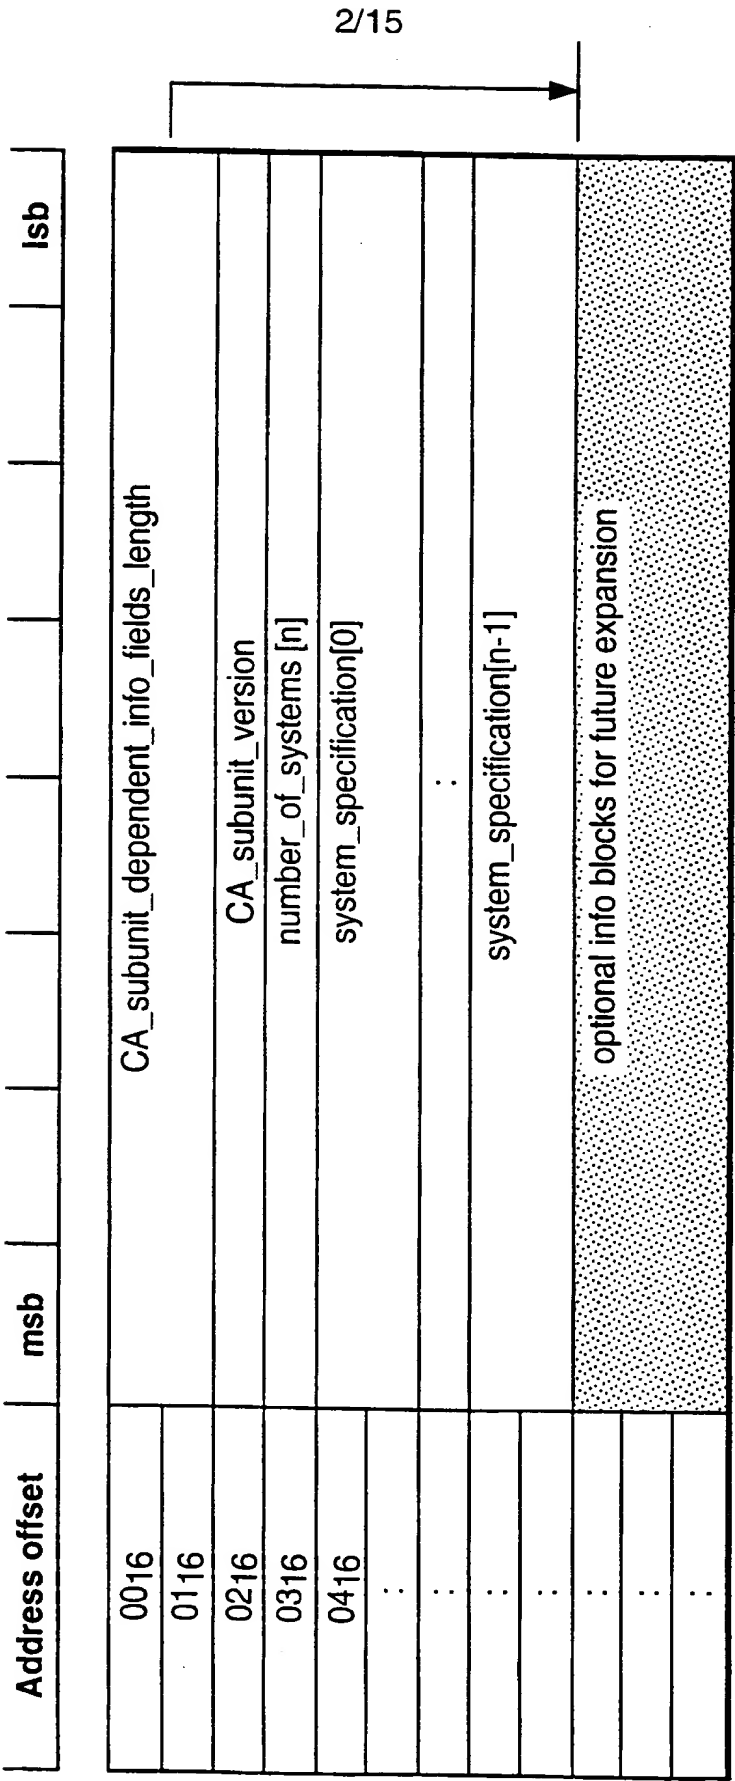 2/15
Address offset msb lsb
0016 CA_subunit_dependent_info_fields_length
0116
0216 CA_subunit_version
0316 number_of_systems [n]
0416 system_specification[0]
:
: :
: system_specification[n-1]
:
: optional info blocks for future expansion
:
: